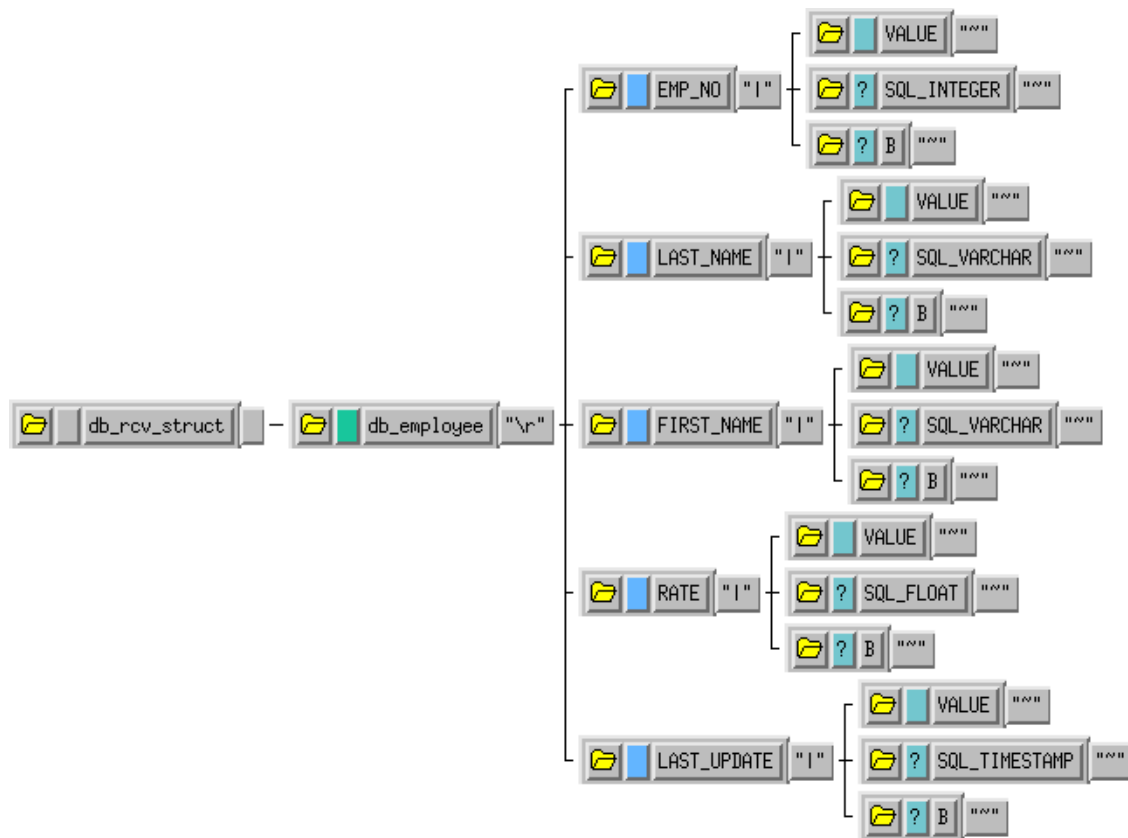 VALUE "~"
EMP_NO "|" ? SQL_INTEGER "~"
? B "~"
VALUE "~"
LAST_NAME "|" ? SQL_VARCHAR "~"
? B "~"
VALUE "~"
db_rcv_struct db_employee "\r" FIRST_NAME "|" ? SQL_VARCHAR "~"
? B "~"
VALUE "~"
RATE "|" ? SQL_FLOAT "~"
? B "~"
VALUE "~"
LAST_UPDATE "|" ? SQL_TIMESTAMP "~"
? B "~"